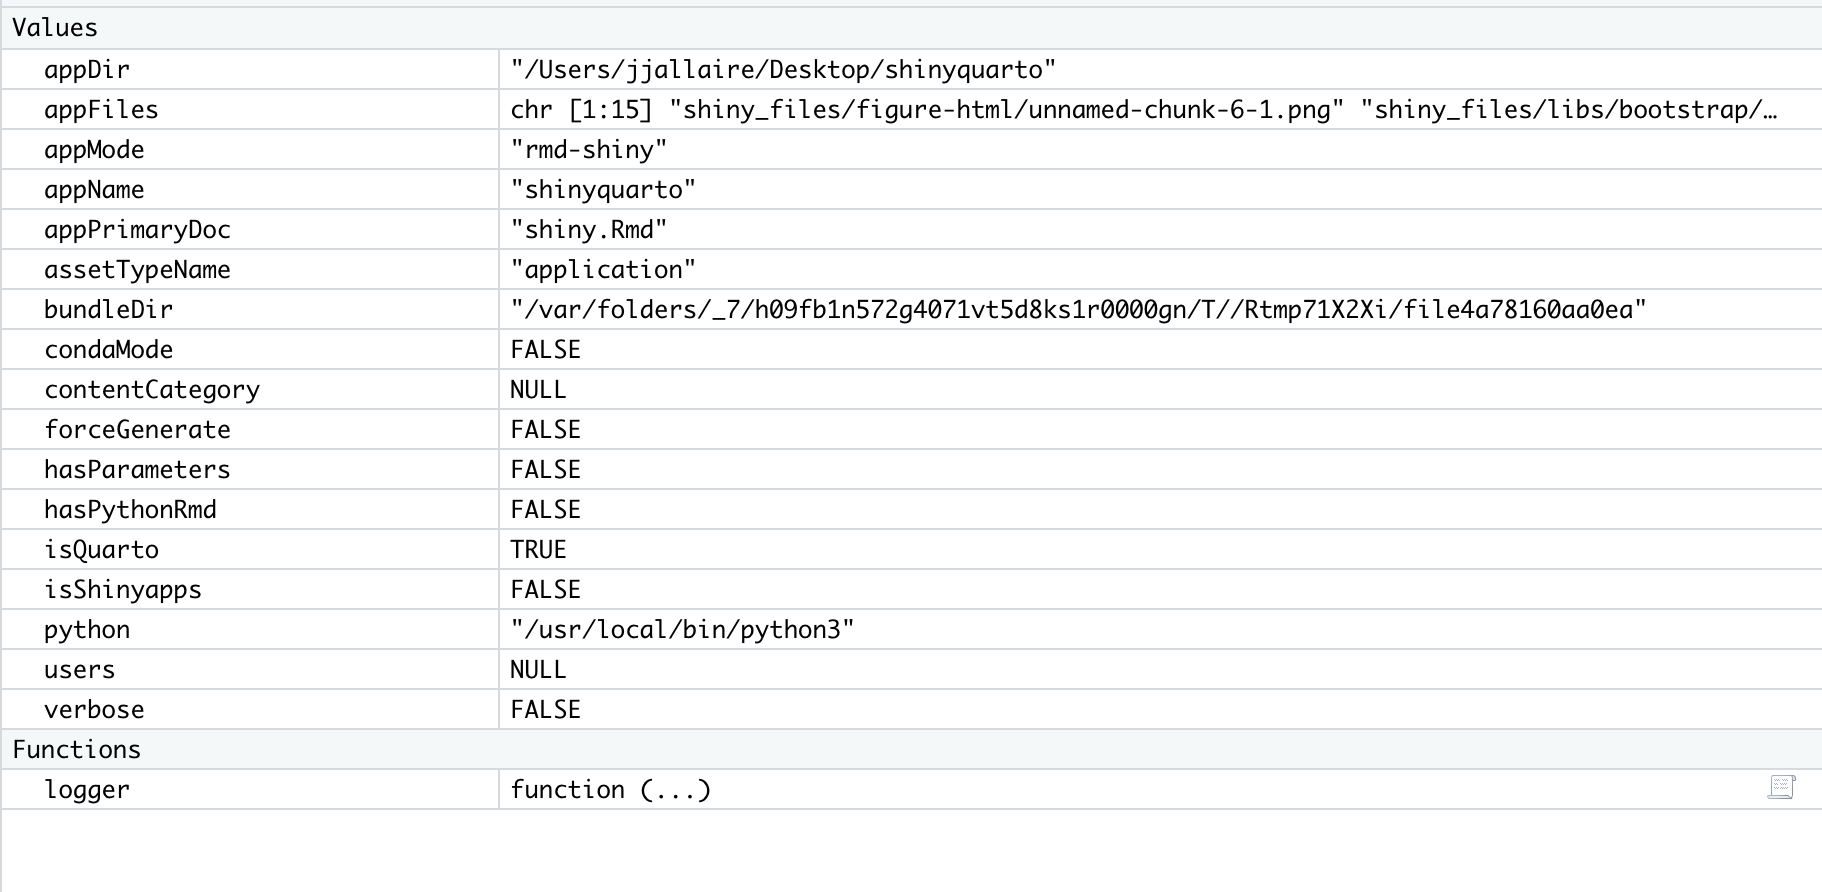 Values
appDir "/Users/jjallaire/Desktop/shinyquarto"
appFiles chr [1:15] "shiny_files/figure-html/unnamed-chunk-6-1.png" "shiny_files/libs/bootstrap/…
appMode "rmd-shiny"
appName "shinyquarto"
appPrimaryDoc "shiny.Rmd"
assetTypeName "application"
bundleDir "/var/folders/_7/h09fb1n572g4071vt5d8ks1r0000gn/T//Rtmp71X2Xi/file4a78160aa0ea"
condaMode FALSE
contentCategory NULL
forceGenerate FALSE
hasParameters FALSE
hasPythonRmd FALSE
isQuarto TRUE
isShinyapps FALSE
python "/usr/local/bin/python3"
users NULL
verbose FALSE
Functions
logger function (...)